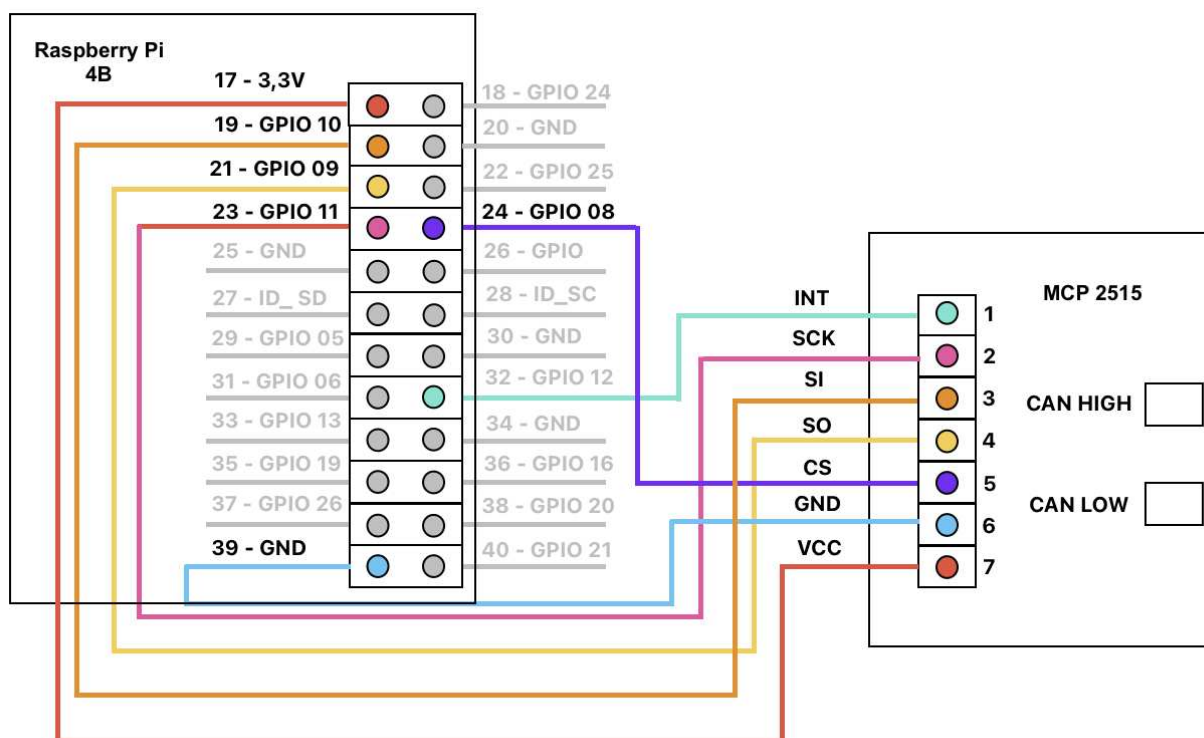 Raspberry Pi
4B
17 - 3,3V
18 - GPIO 24
19 - GPIO 10
20 - GND
21 - GPIO 09
22 - GPIO 25
23 - GPIO 11
24 - GPIO 08
25 - GND
26 - GPIO
27 - ID_ SD
28 - ID_SC
29 - GPIO 05
30 - GND
31 - GPIO 06
32 - GPIO 12
33 - GPIO 13
34 - GND
35 - GPIO 19
36 - GPIO 16
37 - GPIO 26
38 - GPIO 20
39 - GND
40 - GPIO 21
MCP 2515
INT
1
SCK
2
SI
3
SO
4
CS
5
GND
6
VCC
7
CAN HIGH
CAN LOW